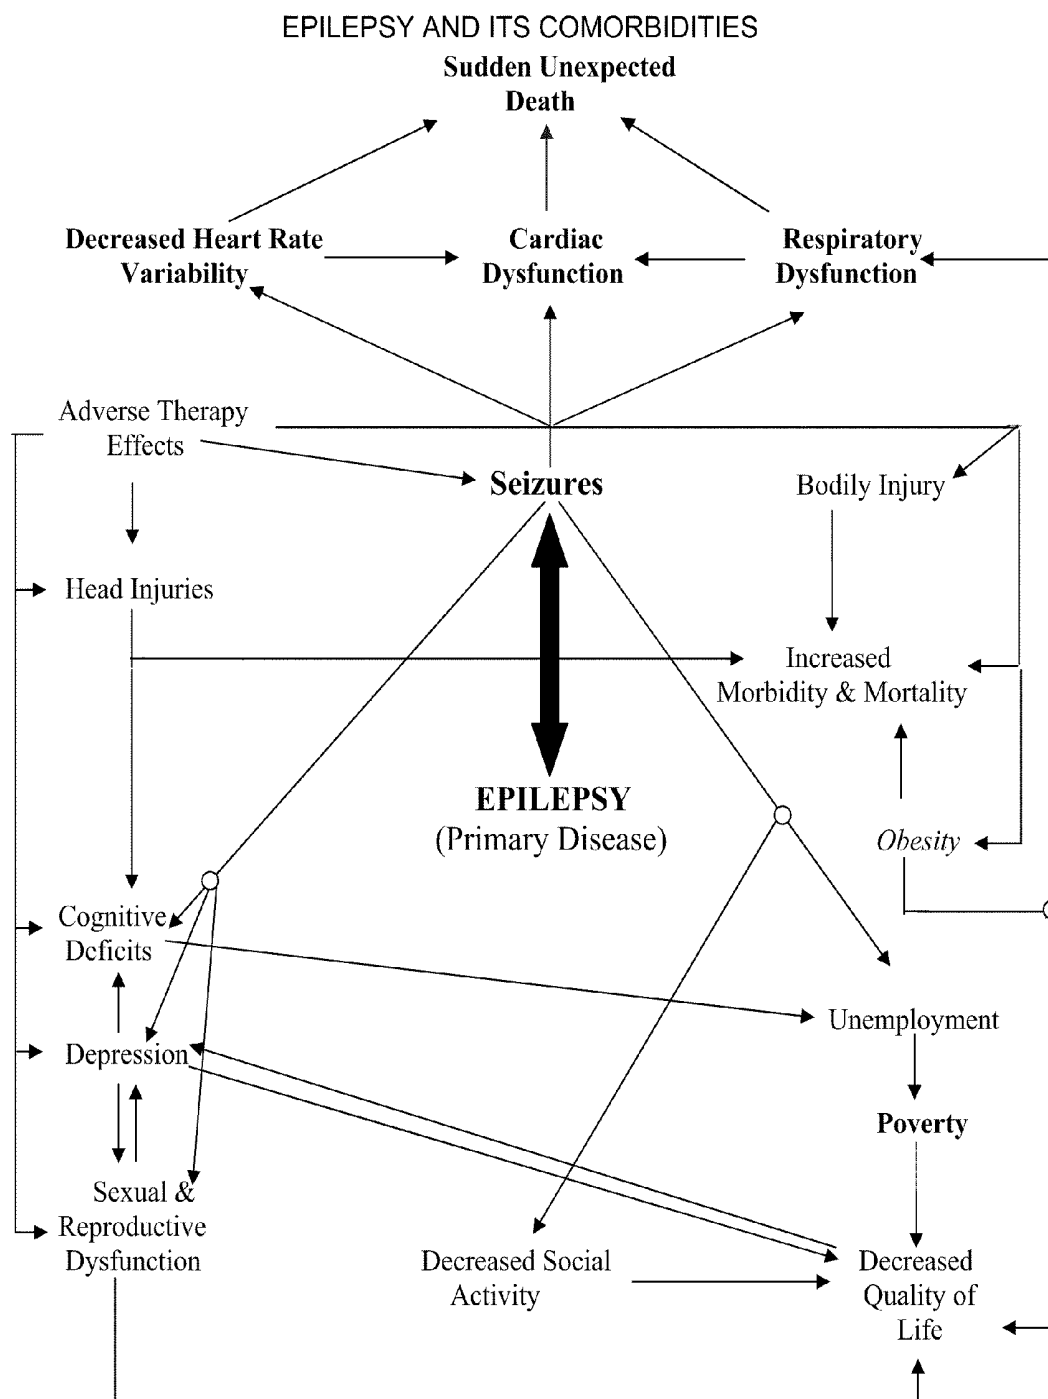 EPILEPSY AND ITS COMORBIDITIES
Sudden Unexpected
Death
Decreased Heart Rate
Variability
Cardiac
Dysfunction
Respiratory
Dysfunction
Adverse Therapy
Effects
Seizures
Bodily Injury
Head Injuries
Increased
Morbidity & Mortality
EPILEPSY
(Primary Disease)
Obesity
Cognitive
Deficits
Unemployment
Depression
Poverty
Sexual &
Reproductive
Dysfunction
Decreased Social
Activity
Decreased
Quality of
Life